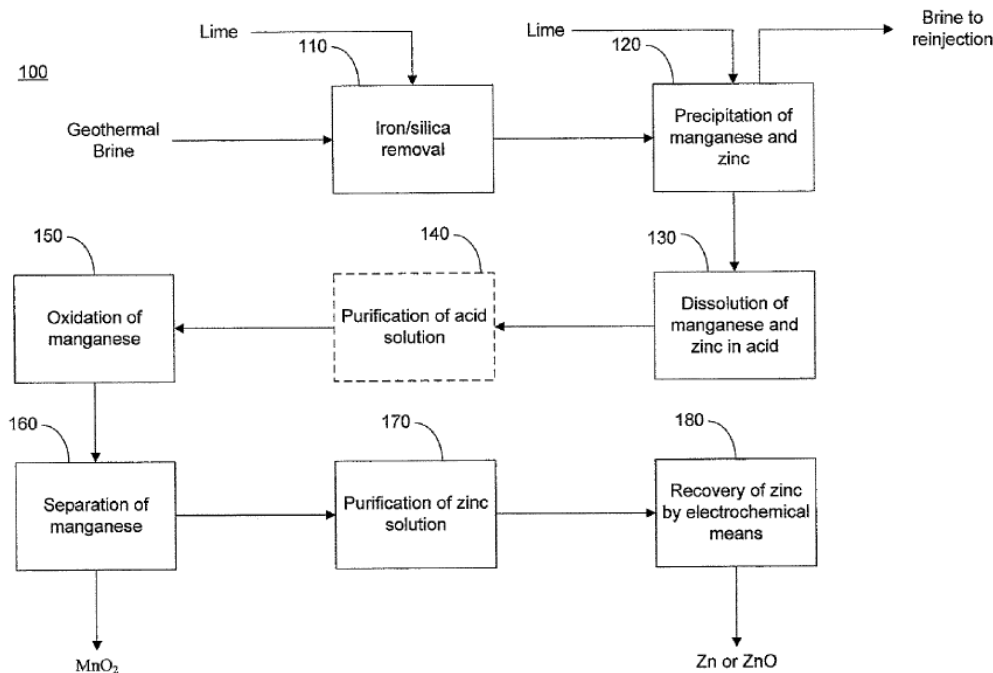 Lime
110
Lime
120
Brine to
reinjection
100
Geothermal
Brine
Iron/silica
removal
Precipitation of
manganese and
zinc
150
140
130
Oxidation of
manganese
Purification of acid
solution
Dissolution of
manganese and
zinc in acid
160
170
180
Separation of
manganese
Purification of zinc
solution
Recovery of zinc
by electrochemical
means
MnO₂
Zn or ZnO